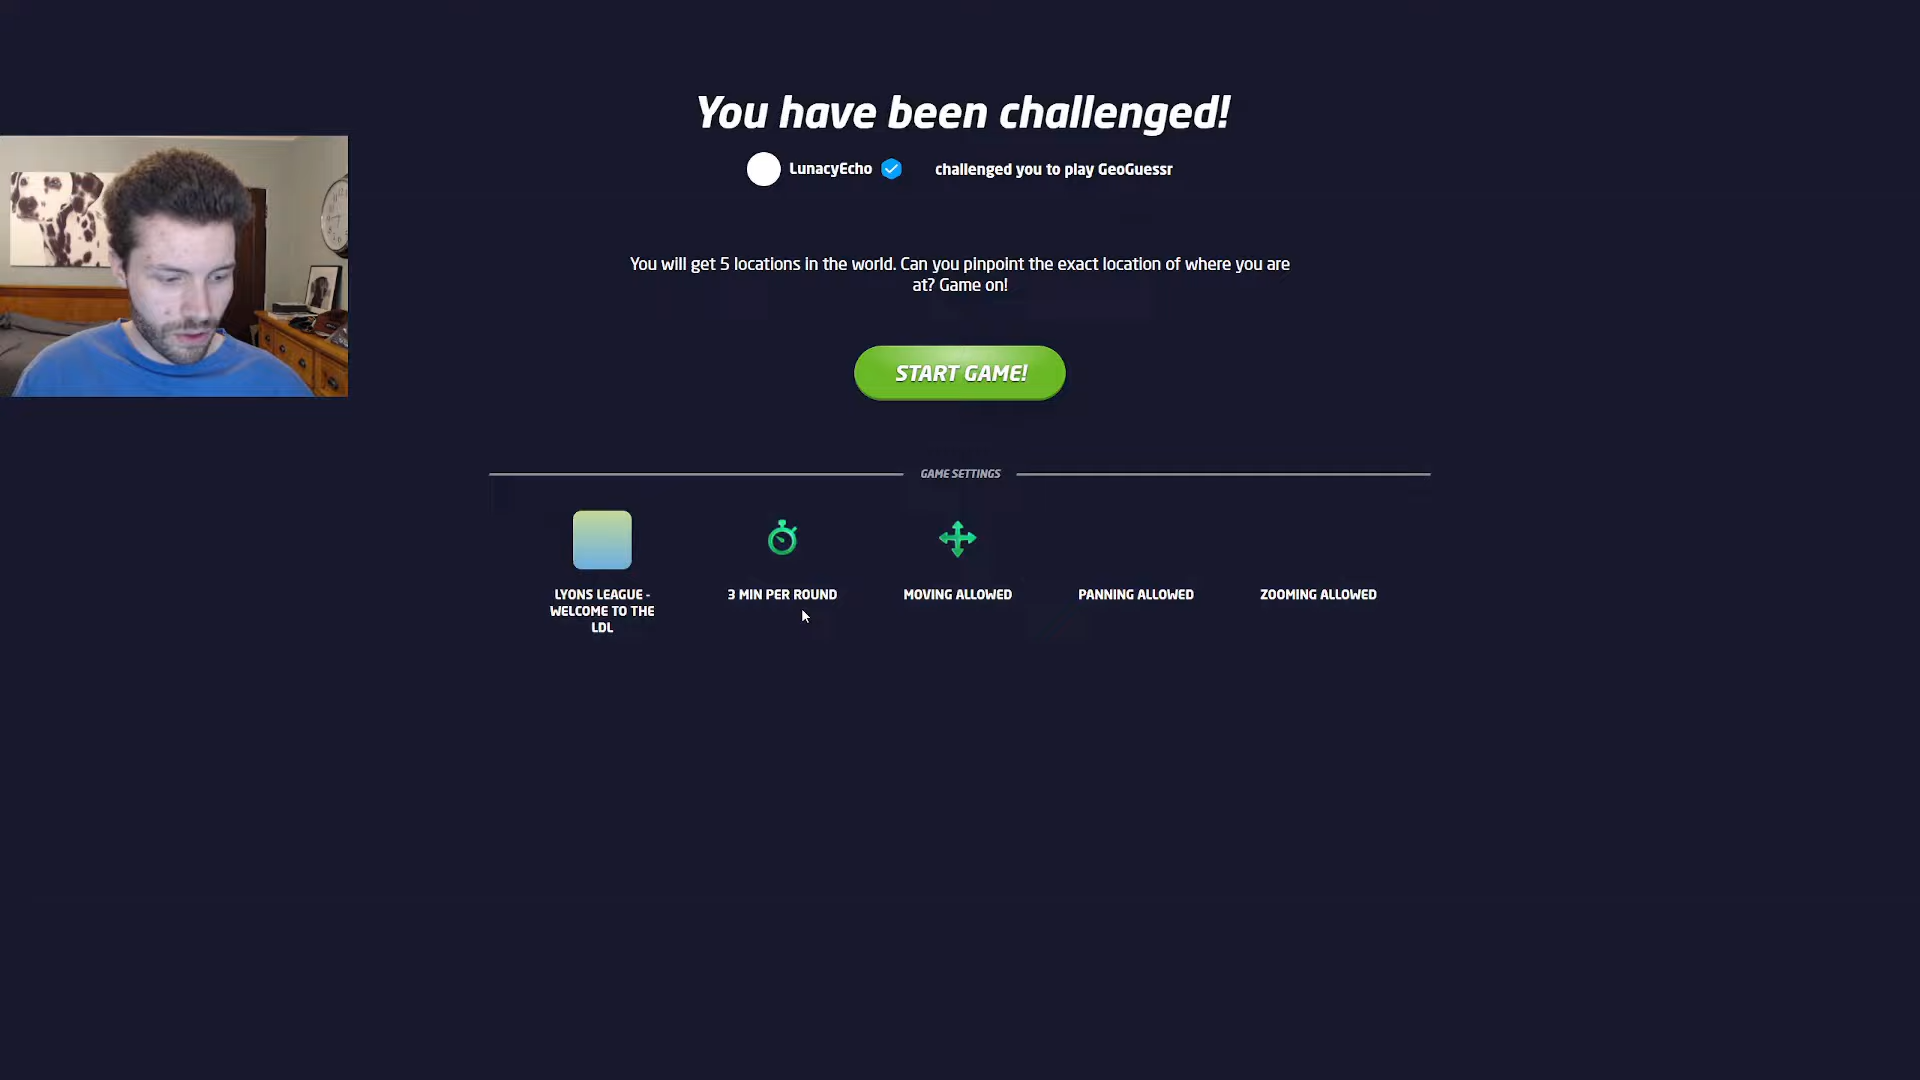 You have been challenged!
LunacyEcho challenged you to play GeoGuessr
You will get 5 locations in the world. Can you pinpoint the exact location of where you are
at? Game on!
START GAME!
GAME SETTINGS
LYONS LEAGUE -
WELCOME TO THE
LDL
3 MIN PER ROUND
MOVING ALLOWED
PANNING ALLOWED
ZOOMING ALLOWED